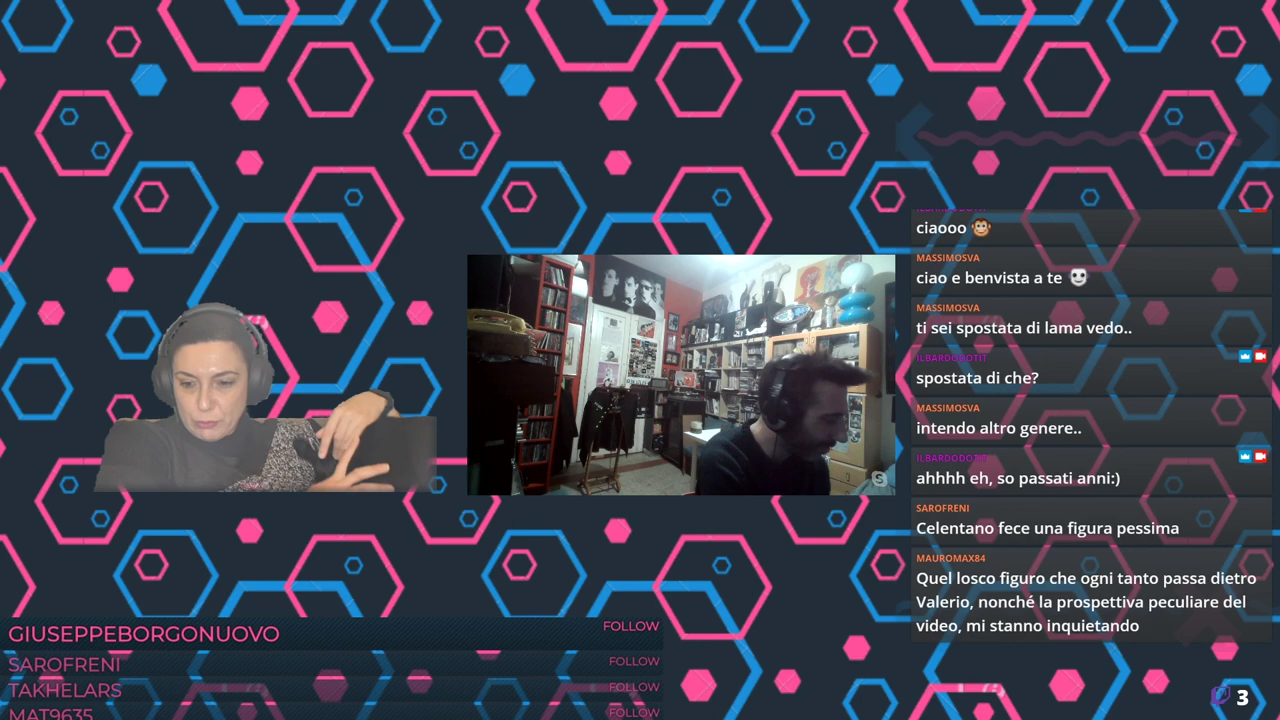 ciaooo
MASSIMOSVA
ciao e benvista a te
MASSIMOSVA
ti sei spostata di lama vedo..
ILBARDODOTIT
spostata di che?
MASSIMOSVA
intendo altro genere..
ILBARDODOTIT
ahhhh eh, so passati anni:)
SAROFRENI
Celentano fece una figura pessima
MAUROMAX84
Quel losco figuro che ogni tanto passa dietro
Valerio, nonché la prospettiva peculiare del
video, mi stanno inquietando
GIUSEPPEBORGONUOVO FOLLOW
SAROFRENI FOLLOW
TAKHELARS FOLLOW
MAT9635 FOLLOW
3